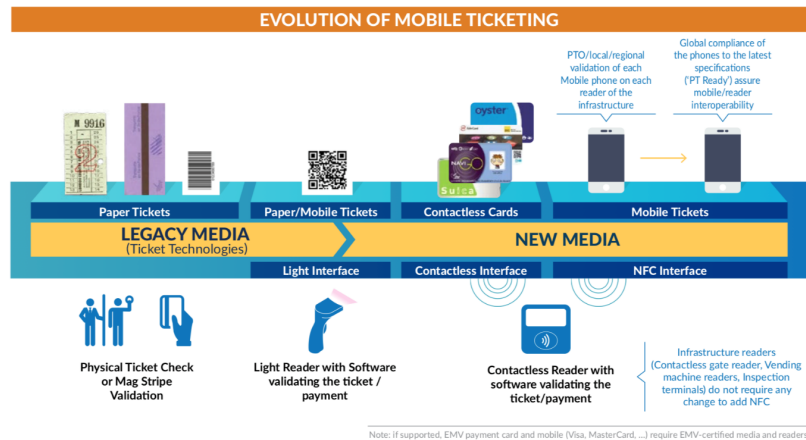 EVOLUTION OF MOBILE TICKETING
PTO/local/regional
validation of each
Mobile phone on each
reader of the
infrastructure
Global compliance of
the phones to the latest
specifications
('PT Ready') assure
mobile/reader
interoperability
M 9916
2
oyster
NAVIGO
Suica
Paper Tickets
Paper/Mobile Tickets
Contactless Cards
Mobile Tickets
LEGACY MEDIA
(Ticket Technologies)
NEW MEDIA
Light Interface
Contactless Interface
NFC Interface
Physical Ticket Check
or Mag Stripe
Validation
Light Reader with Software
validating the ticket /
payment
Contactless Reader with
software validating the
ticket/payment
Infrastructure readers
(Contactless gate reader, Vending
machine readers, Inspection
terminals) do not require any
change to add NFC
Note: if supported, EMV payment card and mobile (Visa, MasterCard, ...) require EMV-certified media and readers